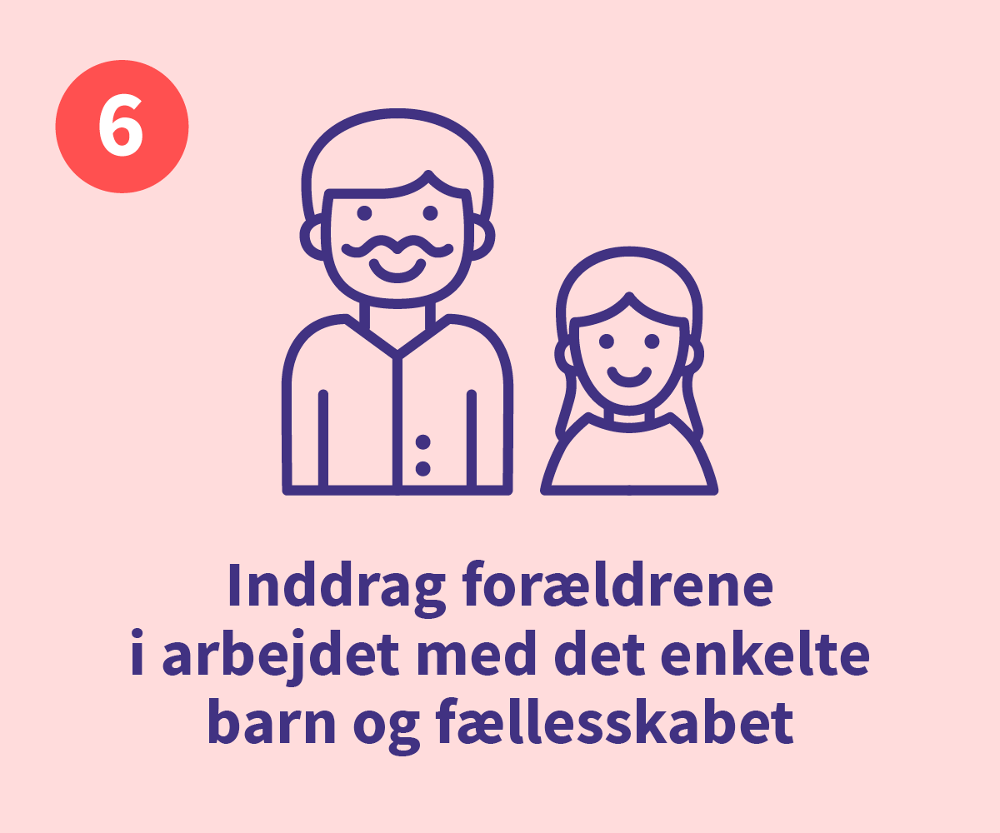 6
Inddrag forældrene
i arbejdet med det enkelte
barn og fællesskabet